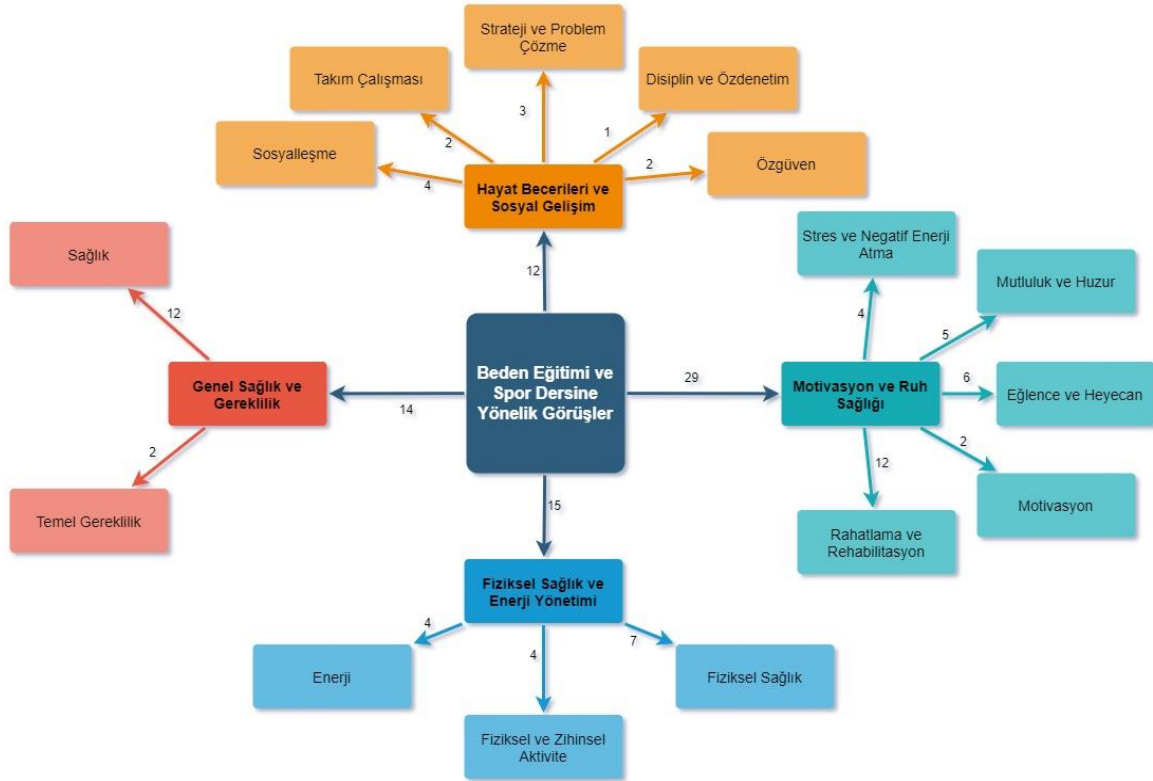 Strateji ve Problem
Çözme
Takım Çalışması
Disiplin ve Özdenetim
Sosyalleşme
Özgüven
3
2
1
4
2
Hayat Becerileri ve
Sosyal Gelişim
12
Sağlık
12
Genel Sağlık ve
Gereklilik
14
2
Temel Gereklilik
Beden Eğitimi ve
Spor Dersine
Yönelik Görüşler
29
Stres ve Negatif Enerji
Atma
4
Mutluluk ve Huzur
5
Motivasyon ve Ruh
Sağlığı
6
Eğlence ve Heyecan
2
Motivasyon
12
Rahatlama ve
Rehabilitasyon
15
Fiziksel Sağlık ve
Enerji Yönetimi
4
Enerji
4
Fiziksel ve Zihinsel
Aktivite
7
Fiziksel Sağlık